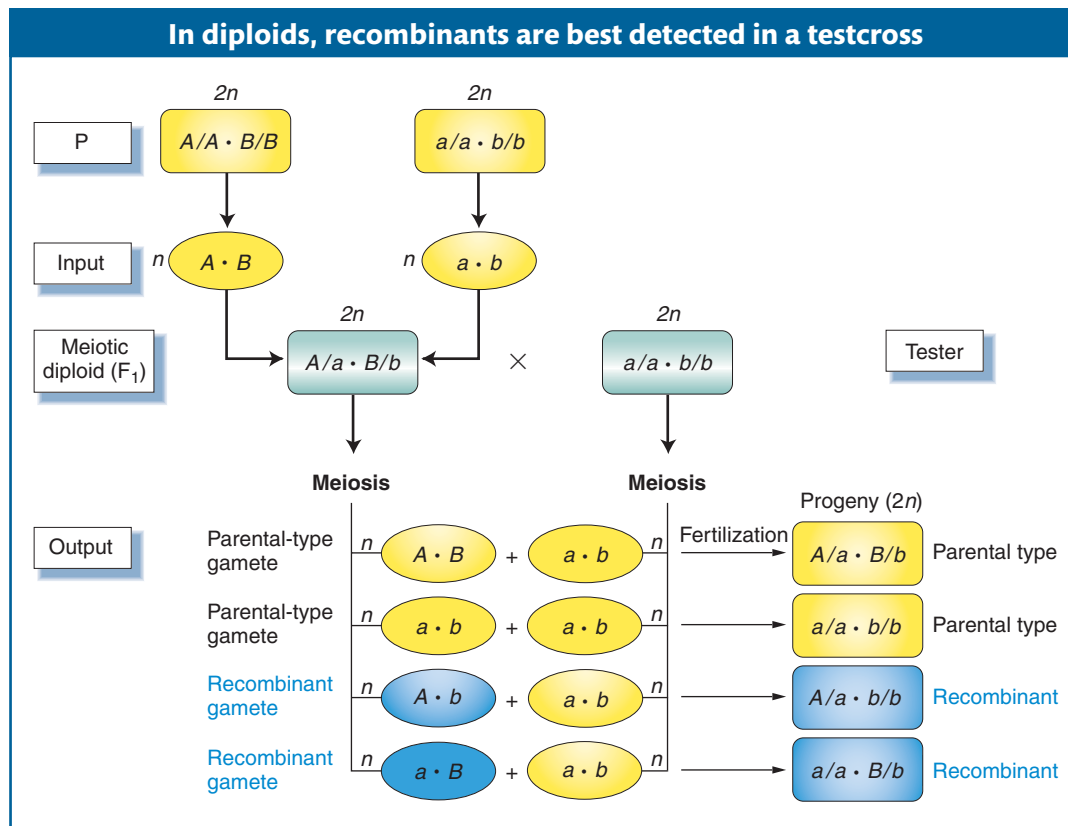 In diploids, recombinants are best detected in a testcross
2n 2n
P A/A • B/B a/a • b/b
Input n A • B n a • b
2n 2n
Meiotic
diploid (F1) A/a • B/b × a/a • b/b Tester
Meiosis Meiosis
Progeny (2n)
Output Parental-type
gamete n A • B + a • b n Fertilization A/a • B/b Parental type
Parental-type
gamete n a • b + a • b n a/a • b/b Parental type
Recombinant
gamete n A • b + a • b n A/a • b/b Recombinant
Recombinant
gamete n a • B + a • b n a/a • B/b Recombinant